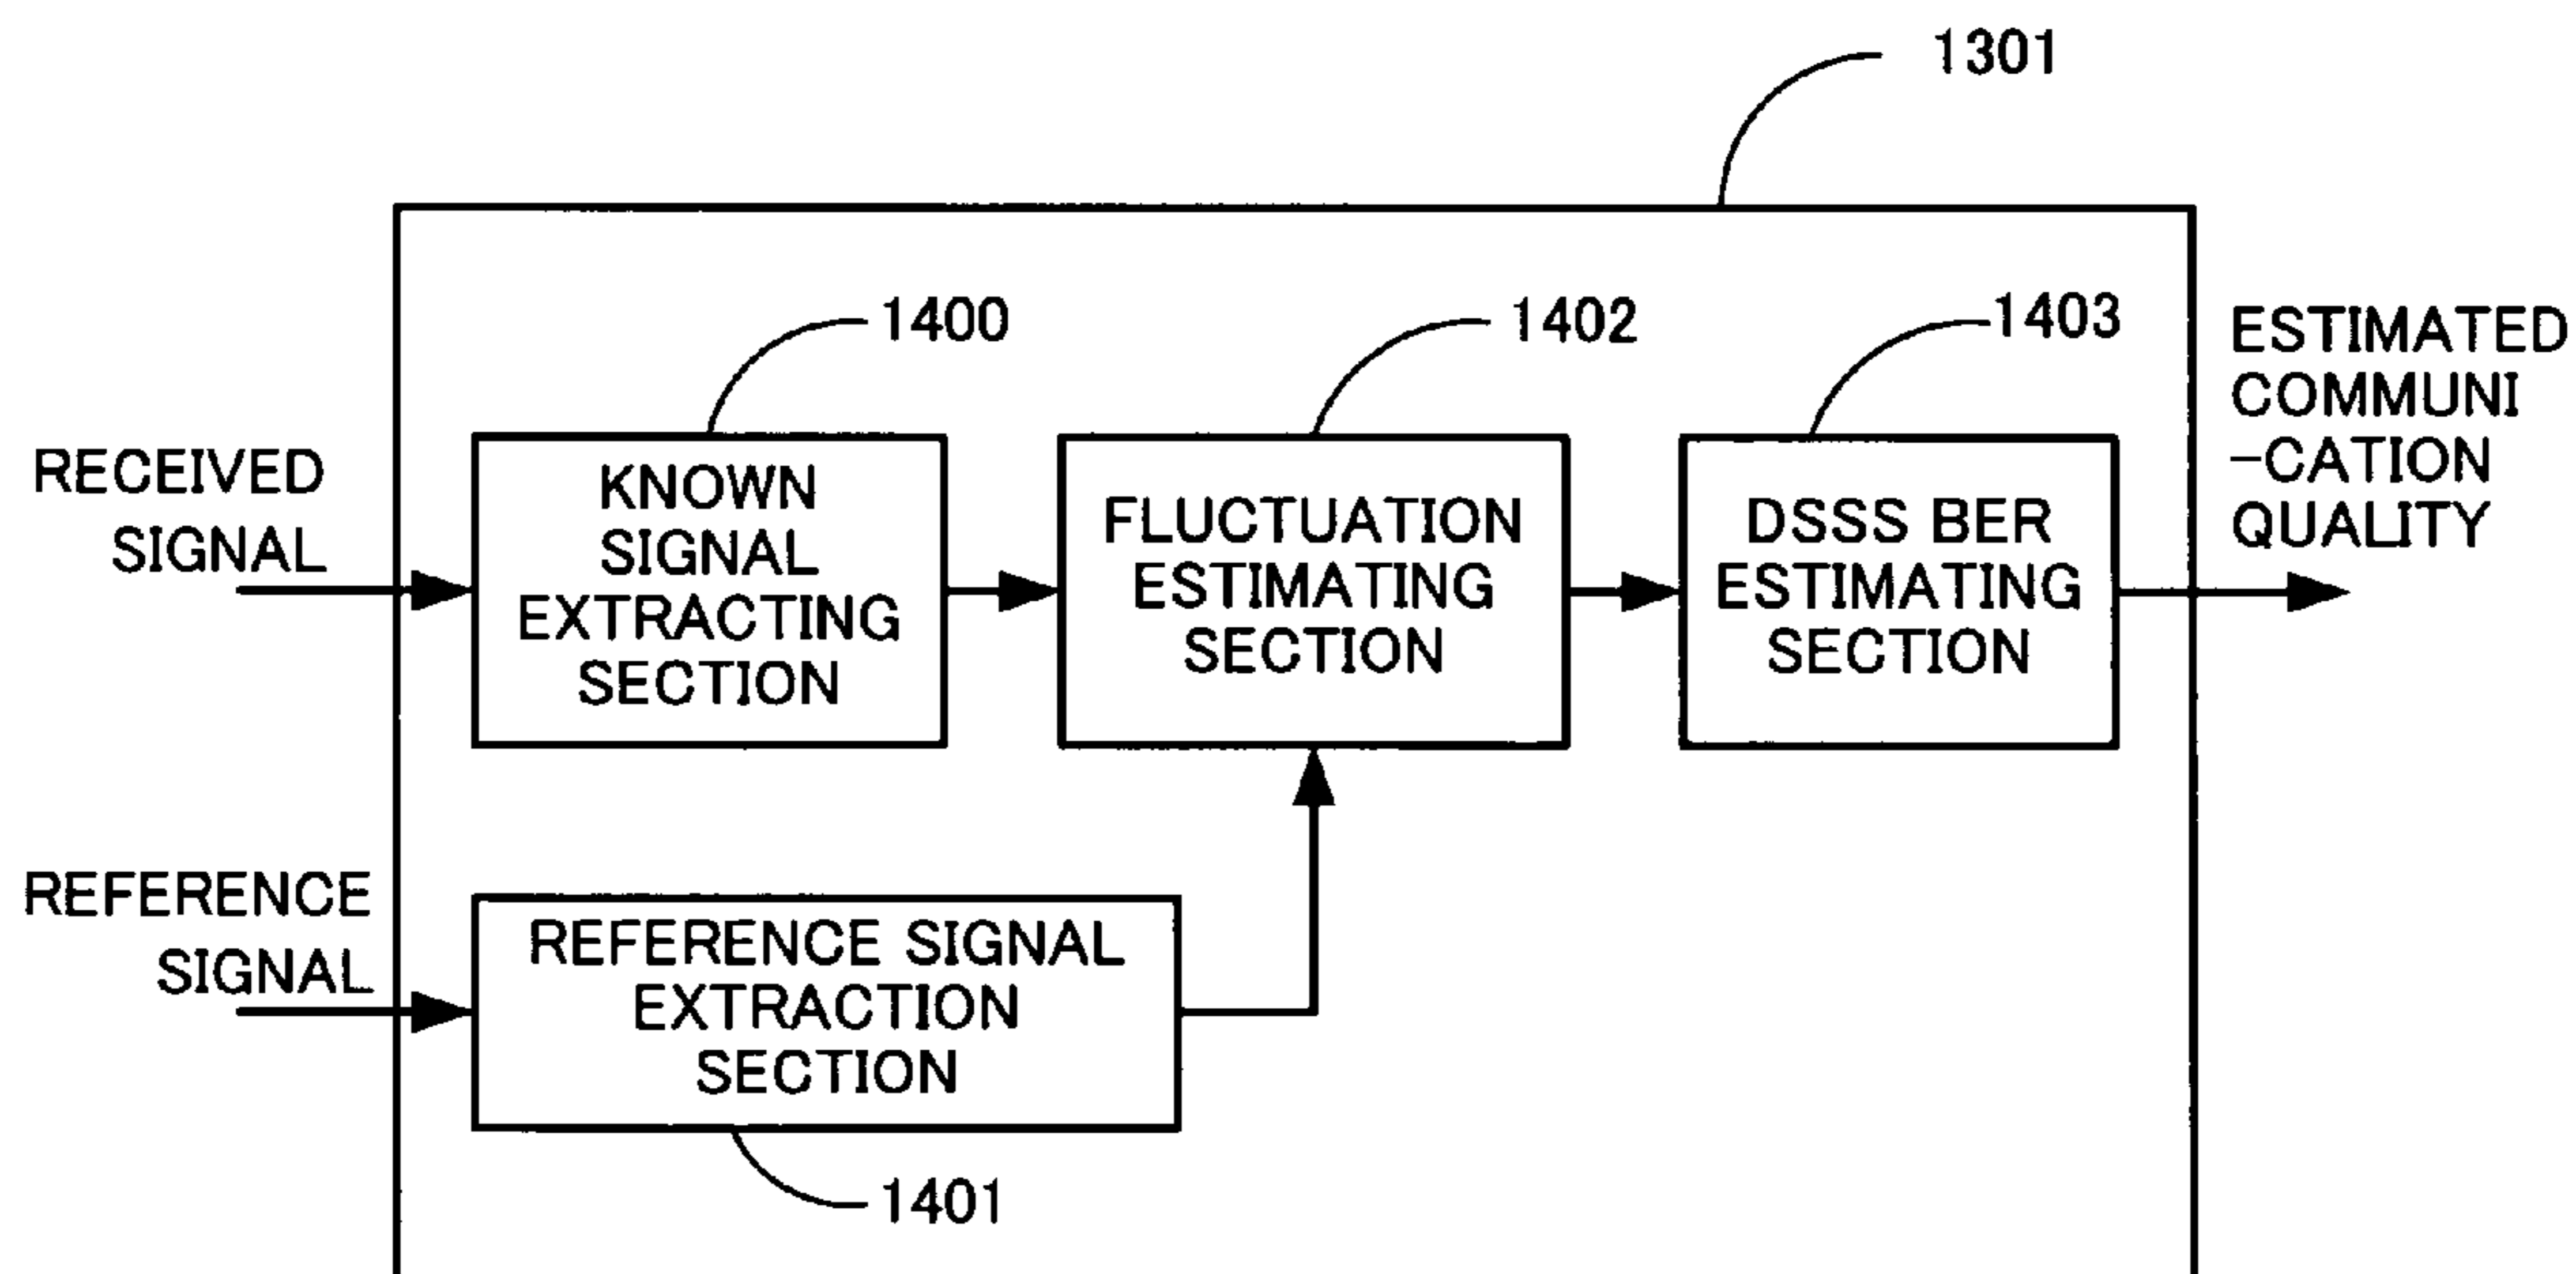 1301
1400
1402
1403
RECEIVED
SIGNAL
KNOWN
SIGNAL
EXTRACTING
SECTION
FLUCTUATION
ESTIMATING
SECTION
DSSS BER
ESTIMATING
SECTION
ESTIMATED
COMMUNI
-CATION
QUALITY
REFERENCE
SIGNAL
REFERENCE SIGNAL
EXTRACTION
SECTION
1401